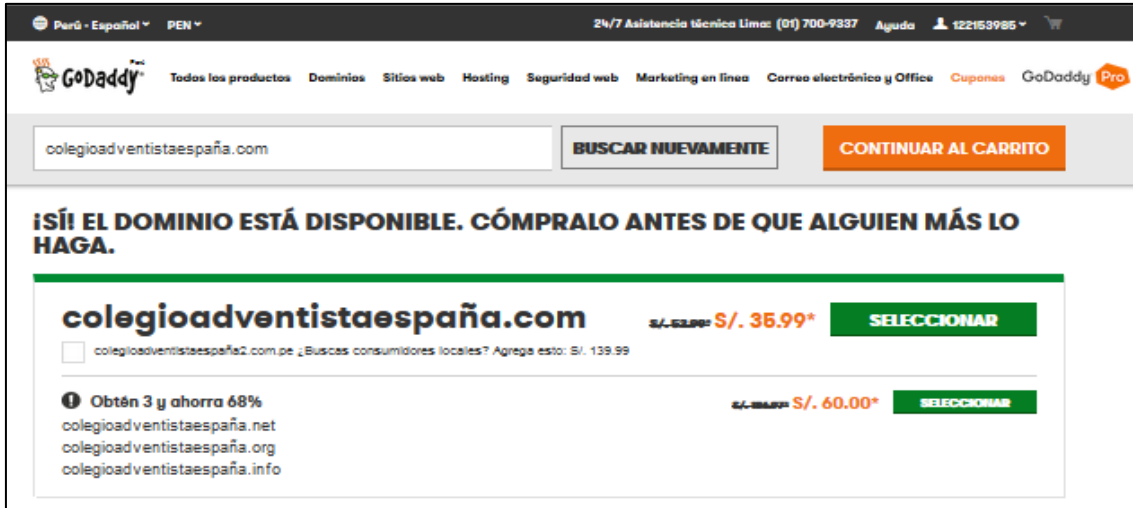 Perú - Español PEN 24/7 Asistencia técnica Lima: (01) 700-9337 Ayuda 122153985
GoDaddy Perú Todos los productos Dominios Sitios web Hosting Seguridad web Marketing en línea Correo electrónico y Office Cupones GoDaddy Pro
colegioadventistaespaña.com BUSCAR NUEVAMENTE CONTINUAR AL CARRITO
¡SÍ! EL DOMINIO ESTÁ DISPONIBLE. CÓMPRALO ANTES DE QUE ALGUIEN MÁS LO
HAGA.
colegioadventistaespaña.com S/. 35.99* SELECCIONAR
colegioadventistaespaña2.com.pe ¿Buscas consumidores locales? Agrega esto: S/. 139.99
Obtén 3 y ahorra 68% S/. 60.00* SELECCIONAR
colegioadventistaespaña.net
colegioadventistaespaña.org
colegioadventistaespaña.info